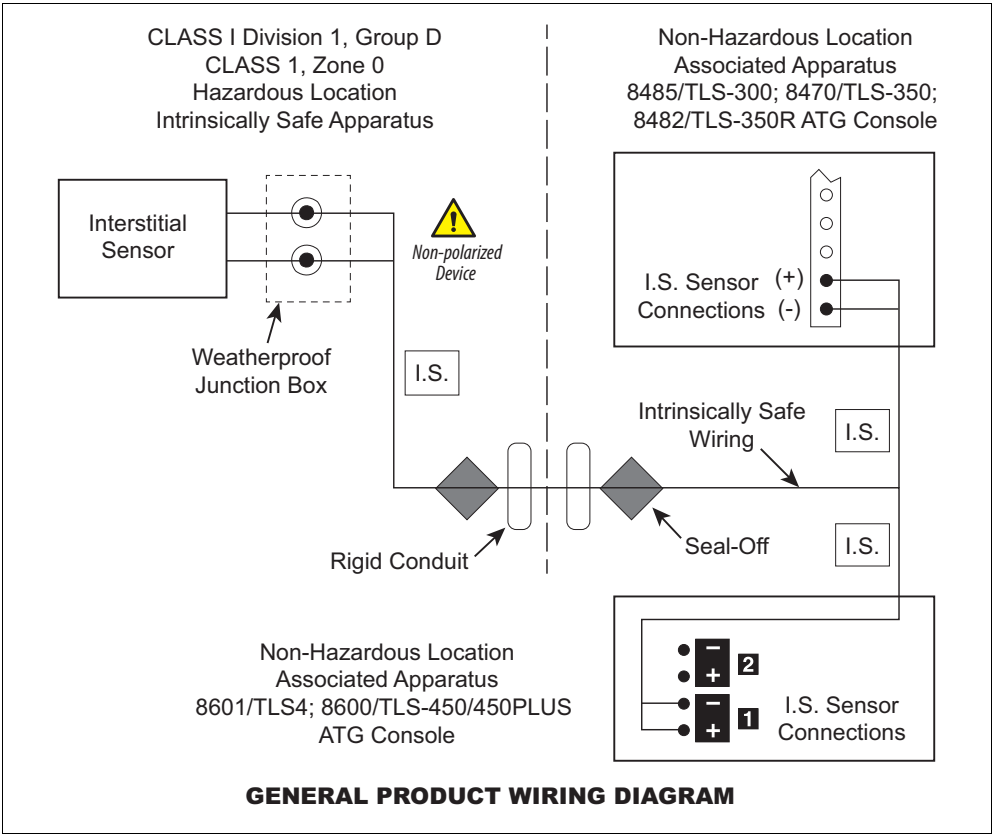 CLASS I Division 1, Group D
CLASS 1, Zone 0
Hazardous Location
Intrinsically Safe Apparatus
Non-Hazardous Location
Associated Apparatus
8485/TLS-300; 8470/TLS-350;
8482/TLS-350R ATG Console
Interstitial
Sensor
!
Non-polarized
Device
I.S. Sensor (+)
Connections (-)
Weatherproof
Junction Box
I.S.
Intrinsically Safe
Wiring
I.S.
Rigid Conduit
Seal-Off
I.S.
Non-Hazardous Location
Associated Apparatus
8601/TLS4; 8600/TLS-450/450PLUS
ATG Console
−
+
2
−
+
1
I.S. Sensor
Connections
GENERAL PRODUCT WIRING DIAGRAM